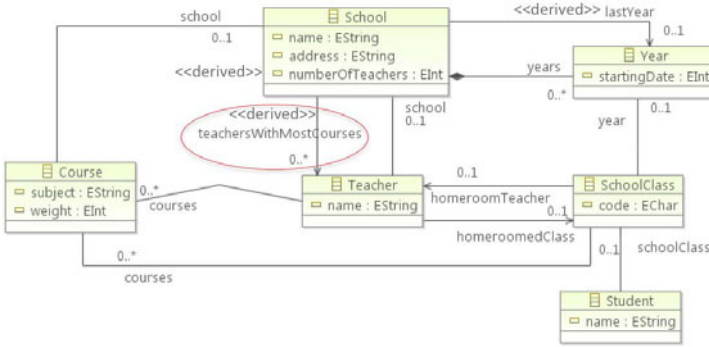 school
0..1
School
name : EString
address : EString
numberOfTeachers : EInt
<<derived>>
<<derived>> lastYear
0..1
Year
startingDate : EInt
years
0..*
0..1
year
<<derived>>
teachersWithMostCourses
0..*
school
0..1
Course
subject : EString
weight : EInt
0..*
courses
Teacher
name : EString
0..1
homeroomTeacher
0..1
homeroomedClass
SchoolClass
code : EChar
0..*
courses
0..1
schoolClass
Student
name : EString